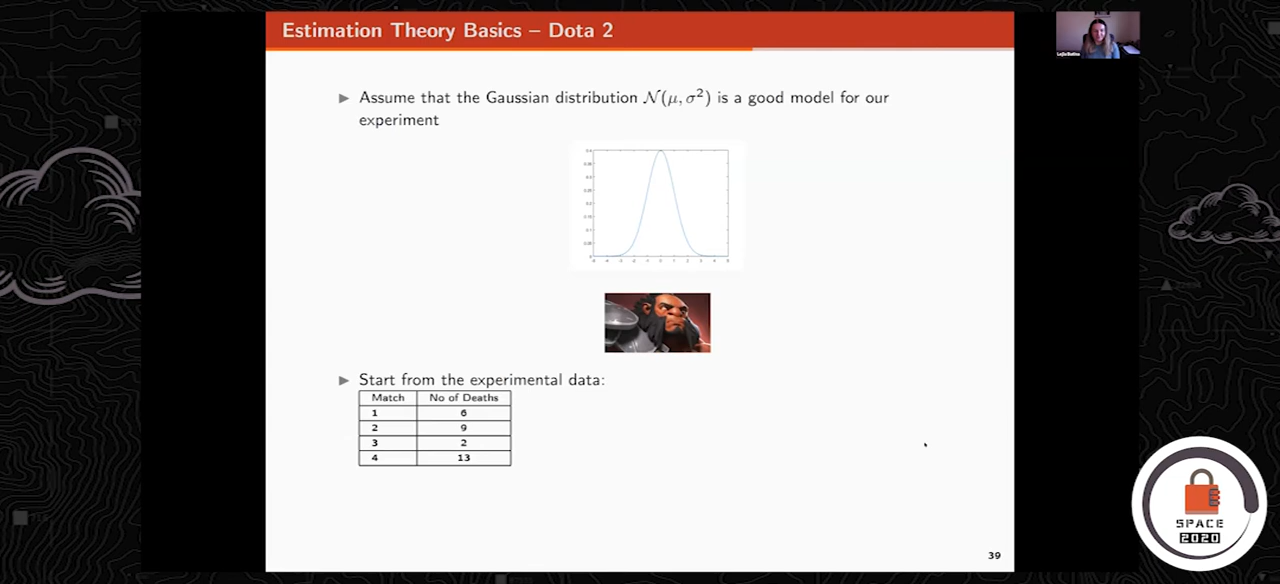 Estimation Theory Basics – Dota 2
▶ Assume that the Gaussian distribution 𝒩(μ, σ²) is a good model for our
experiment
▶ Start from the experimental data:
Match No of Deaths
1 6
2 9
3 2
4 13
39
SPACE
2020